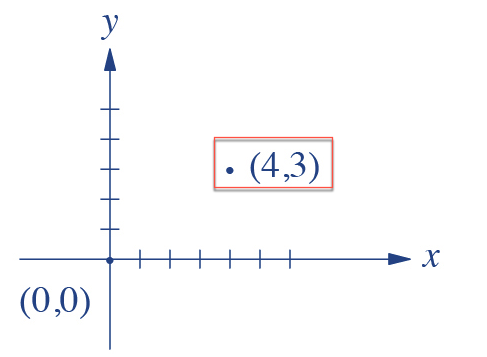 y
(4,3)
x
(0,0)